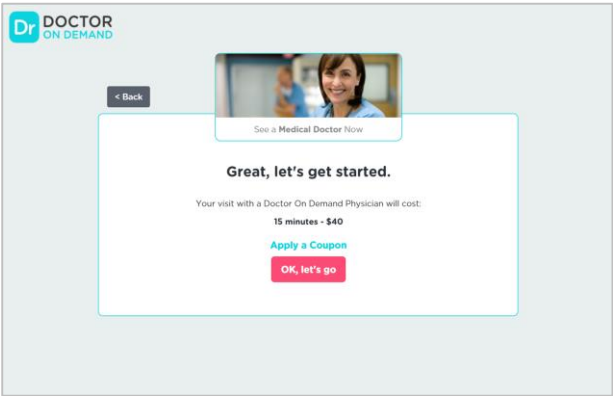 Dr DOCTOR
ON DEMAND
< Back
See a Medical Doctor Now
Great, let's get started.
Your visit with a Doctor On Demand Physician will cost:
15 minutes - $40
Apply a Coupon
OK, let's go